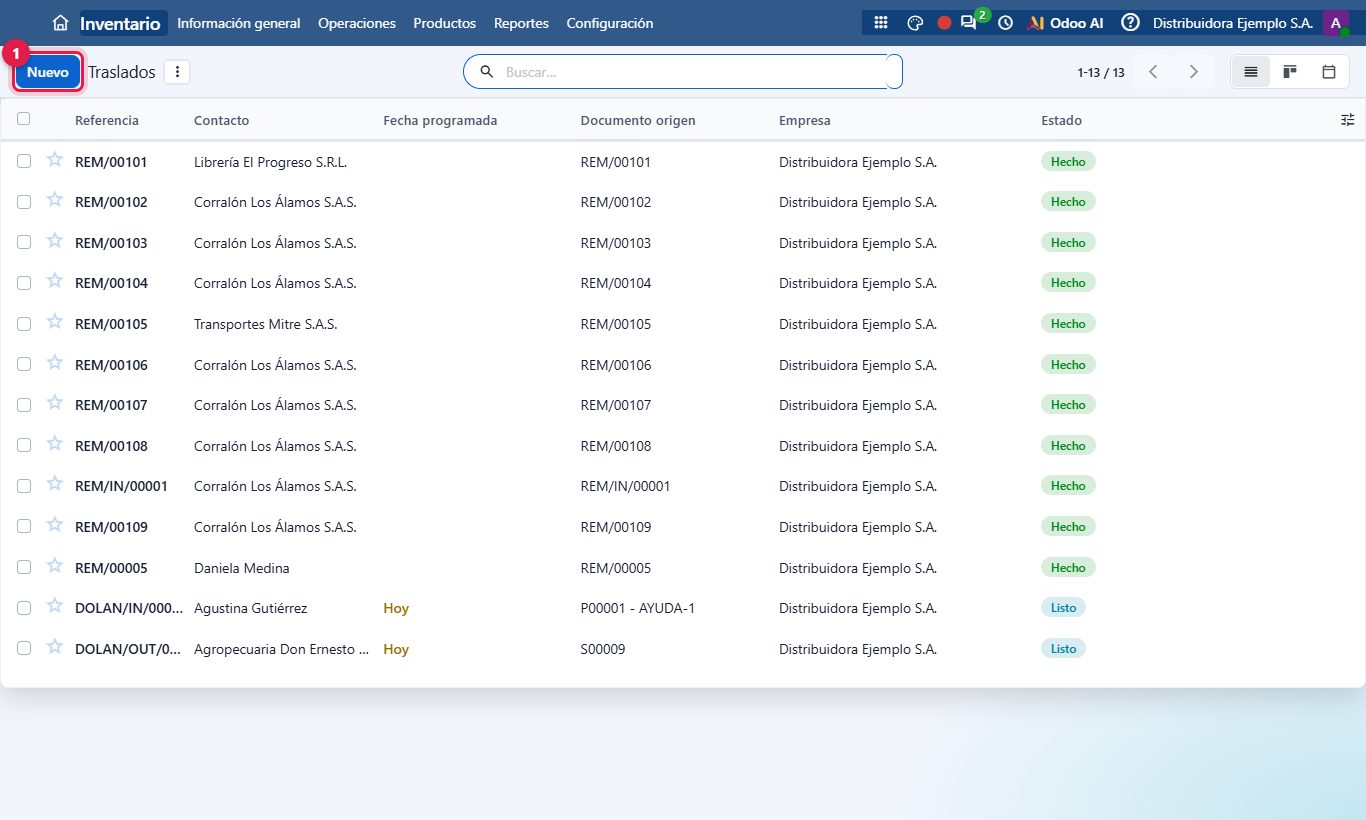 Inventario Información general Operaciones Productos Reportes Configuración 2 Odoo AI Distribuidora Ejemplo S.A. A
1
Nuevo Traslados Buscar... 1-13 / 13
Referencia Contacto Fecha programada Documento origen Empresa Estado
REM/00101 Librería El Progreso S.R.L. REM/00101 Distribuidora Ejemplo S.A. Hecho
REM/00102 Corralón Los Álamos S.A.S. REM/00102 Distribuidora Ejemplo S.A. Hecho
REM/00103 Corralón Los Álamos S.A.S. REM/00103 Distribuidora Ejemplo S.A. Hecho
REM/00104 Corralón Los Álamos S.A.S. REM/00104 Distribuidora Ejemplo S.A. Hecho
REM/00105 Transportes Mitre S.A.S. REM/00105 Distribuidora Ejemplo S.A. Hecho
REM/00106 Corralón Los Álamos S.A.S. REM/00106 Distribuidora Ejemplo S.A. Hecho
REM/00107 Corralón Los Álamos S.A.S. REM/00107 Distribuidora Ejemplo S.A. Hecho
REM/00108 Corralón Los Álamos S.A.S. REM/00108 Distribuidora Ejemplo S.A. Hecho
REM/IN/00001 Corralón Los Álamos S.A.S. REM/IN/00001 Distribuidora Ejemplo S.A. Hecho
REM/00109 Corralón Los Álamos S.A.S. REM/00109 Distribuidora Ejemplo S.A. Hecho
REM/00005 Daniela Medina REM/00005 Distribuidora Ejemplo S.A. Hecho
DOLAN/IN/000... Agustina Gutiérrez Hoy P00001 - AYUDA-1 Distribuidora Ejemplo S.A. Listo
DOLAN/OUT/0... Agropecuaria Don Ernesto ... Hoy S00009 Distribuidora Ejemplo S.A. Listo